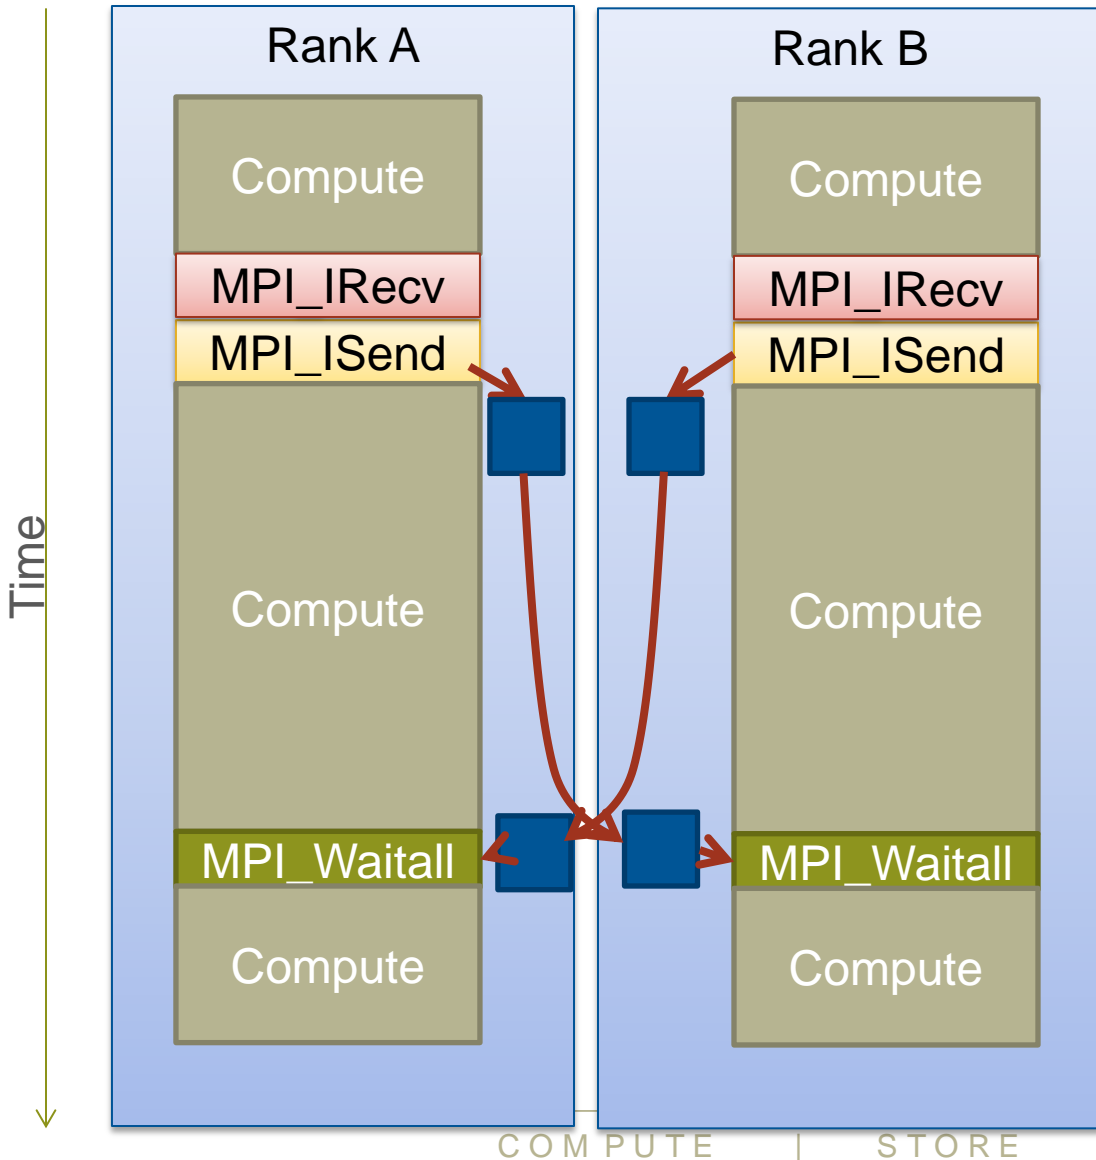 Rank A
Compute
MPI_IRecv
MPI_ISend
Compute
MPI_Waitall
Compute
Rank B
Compute
MPI_IRecv
MPI_ISend
Compute
MPI_Waitall
Compute
Time
COMPUTE | STORE